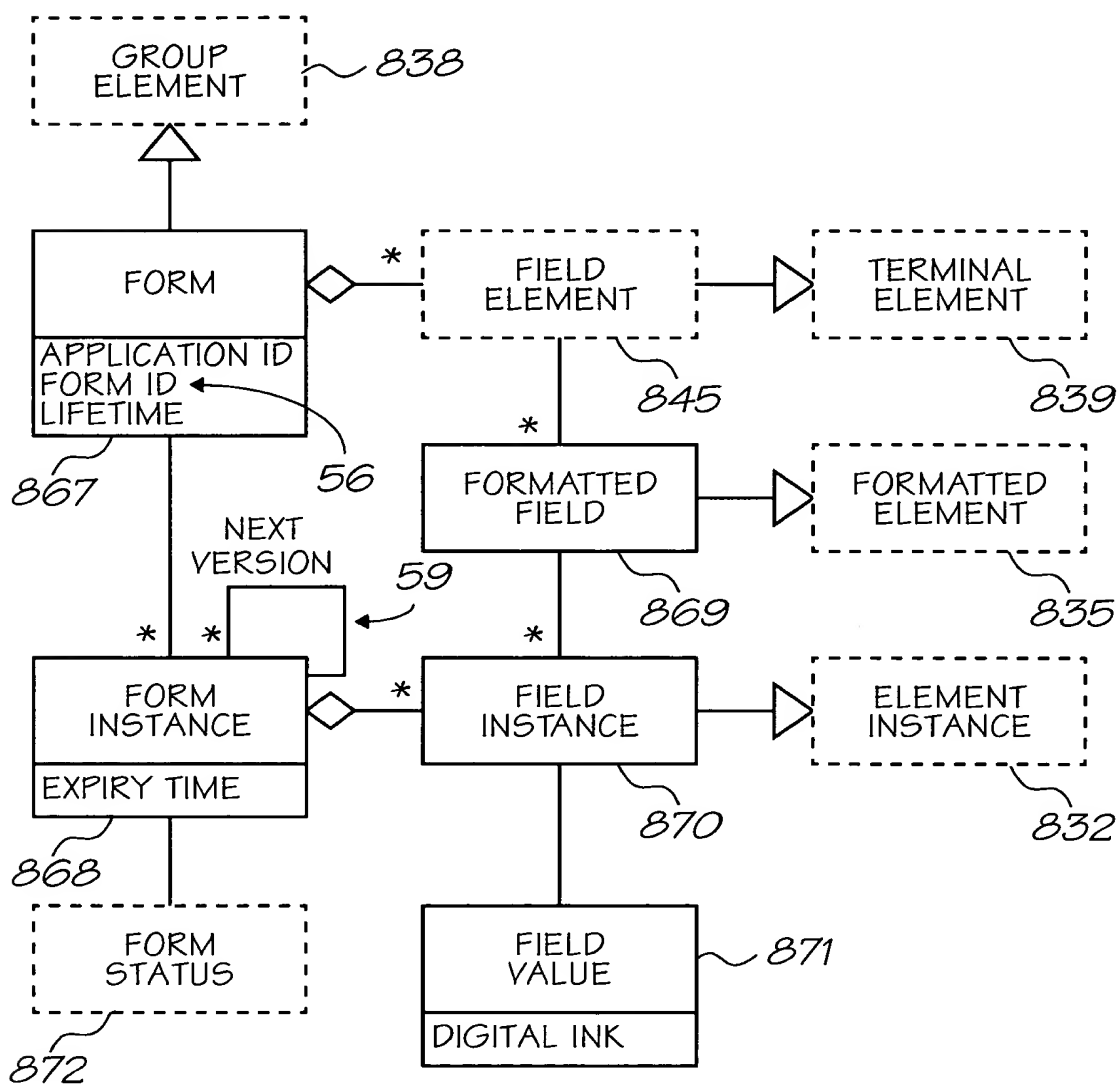 GROUP
ELEMENT
838
FORM
*
FIELD
ELEMENT
TERMINAL
ELEMENT
APPLICATION ID
FORM ID
LIFETIME
845
839
867
56
*
FORMATTED
FIELD
FORMATTED
ELEMENT
NEXT
VERSION
59
869
835
*
*
*
FORM
INSTANCE
*
FIELD
INSTANCE
ELEMENT
INSTANCE
EXPIRY TIME
870
832
868
FORM
STATUS
FIELD
VALUE
871
DIGITAL INK
872